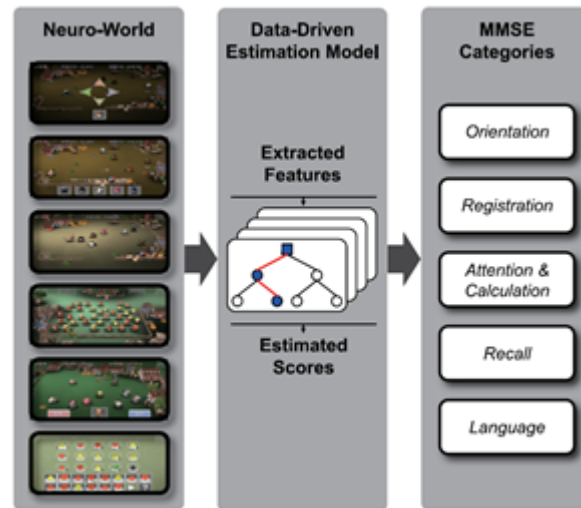 Neuro-World
Data-Driven
Estimation Model
Extracted
Features
Estimated
Scores
MMSE
Categories
Orientation
Registration
Attention &
Calculation
Recall
Language